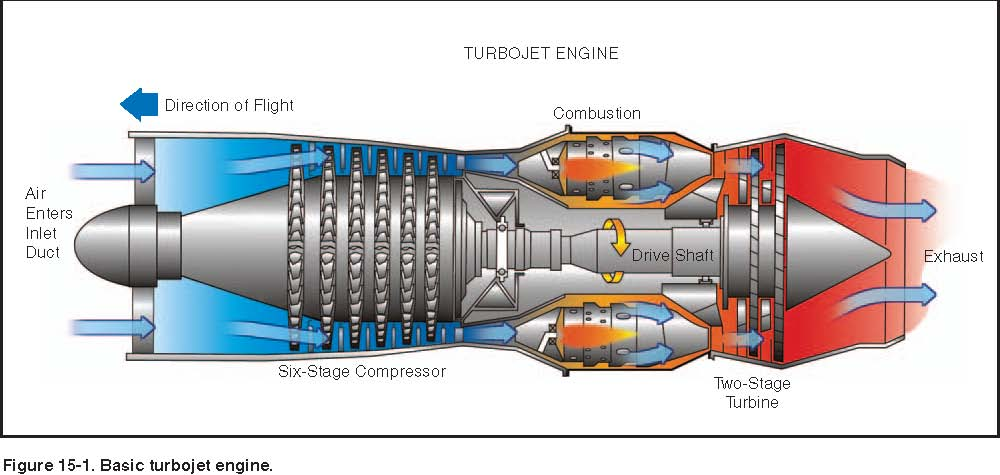 TURBOJET ENGINE
Direction of Flight
Combustion
Air
Enters
Inlet
Duct
Drive Shaft
Exhaust
Six-Stage Compressor
Two-Stage
Turbine
Figure 15-1. Basic turbojet engine.